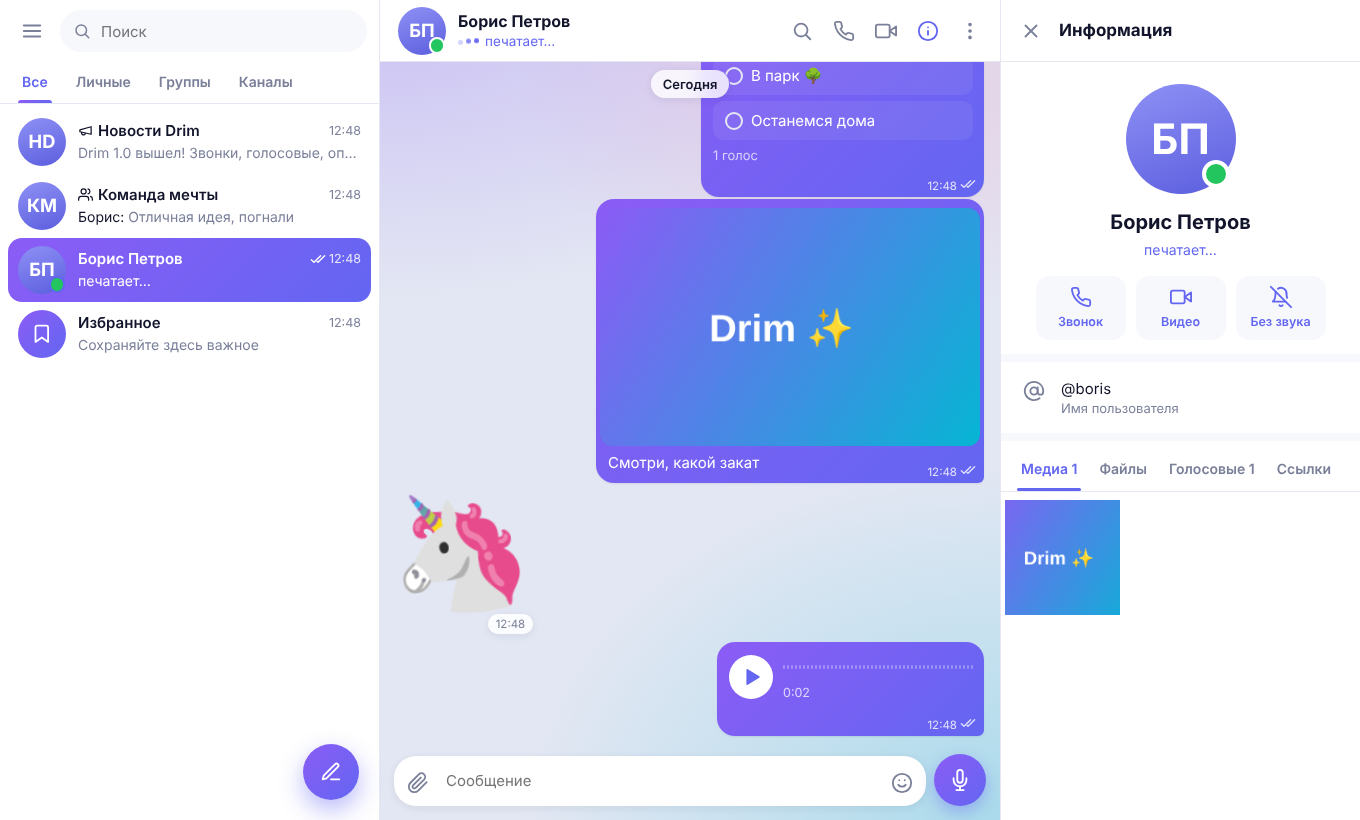 Поиск
Все
Личные
Группы
Каналы
HD
Новости Drim
12:48
Drim 1.0 вышел! Звонки, голосовые, оп...
КМ
Команда мечты
12:48
Борис: Отличная идея, погнали
БП
Борис Петров
12:48
печатает...
Избранное
12:48
Сохраняйте здесь важное
БП
Борис Петров
печатает...
Сегодня
В парк 🌳
Останемся дома
1 голос
12:48
Drim ✨
Смотри, какой закат
12:48
12:48
0:02
12:48
Сообщение
Информация
БП
Борис Петров
печатает...
Звонок
Видео
Без звука
@boris
Имя пользователя
Медиа 1
Файлы
Голосовые 1
Ссылки
Drim ✨